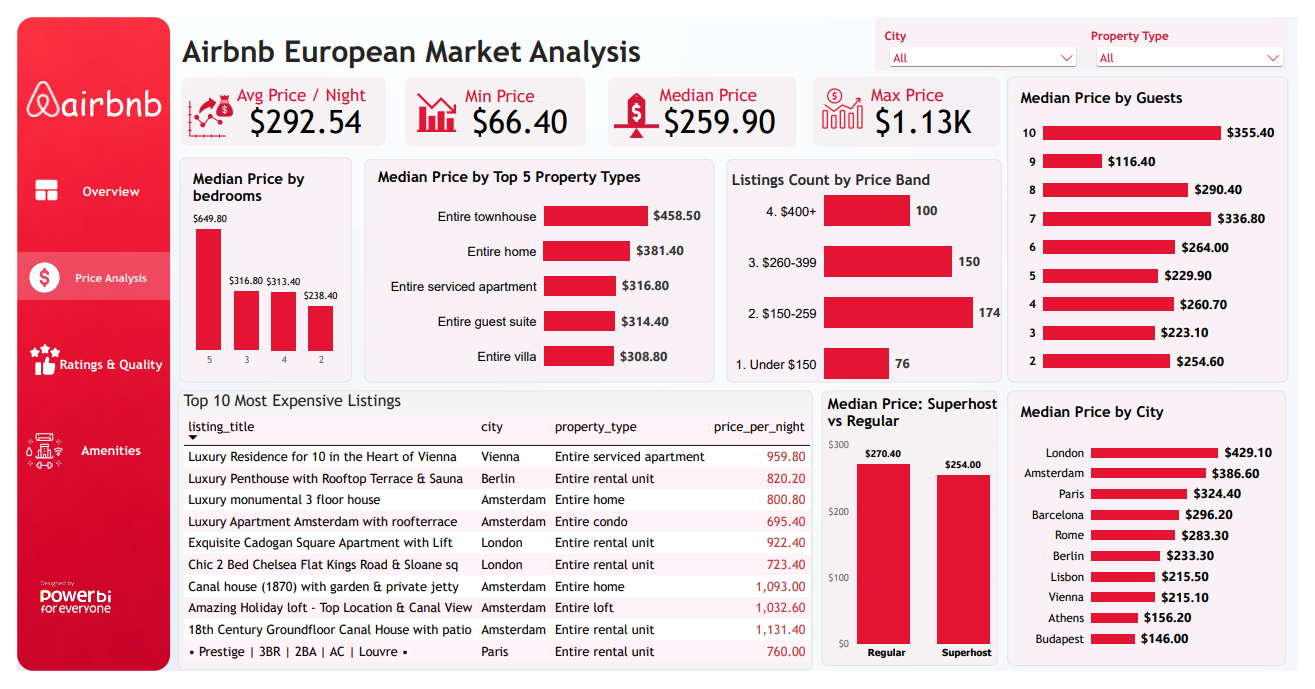 airbnb
Overview
Price Analysis
Ratings & Quality
Amenities
Designed by
Powerbi
for everyone
Airbnb European Market Analysis
City
All
Property Type
All
Avg Price / Night
$292.54
Min Price
$66.40
Median Price
$259.90
Max Price
$1.13K
Median Price by
bedrooms
$649.80
$316.80 $313.40
$238.40
5 3 4 2
Median Price by Top 5 Property Types
Entire townhouse $458.50
Entire home $381.40
Entire serviced apartment $316.80
Entire guest suite $314.40
Entire villa $308.80
Listings Count by Price Band
4. $400+ 100
3. $260-399 150
2. $150-259 174
1. Under $150 76
Median Price by Guests
10 $355.40
9 $116.40
8 $290.40
7 $336.80
6 $264.00
5 $229.90
4 $260.70
3 $223.10
2 $254.60
Top 10 Most Expensive Listings
listing_title city property_type price_per_night
Luxury Residence for 10 in the Heart of Vienna Vienna Entire serviced apartment 959.80
Luxury Penthouse with Rooftop Terrace & Sauna Berlin Entire rental unit 820.20
Luxury monumental 3 floor house Amsterdam Entire home 800.80
Luxury Apartment Amsterdam with roofterrace Amsterdam Entire condo 695.40
Exquisite Cadogan Square Apartment with Lift London Entire rental unit 922.40
Chic 2 Bed Chelsea Flat Kings Road & Sloane sq London Entire rental unit 723.40
Canal house (1870) with garden & private jetty Amsterdam Entire home 1,093.00
Amazing Holiday loft - Top Location & Canal View Amsterdam Entire loft 1,032.60
18th Century Groundfloor Canal House with patio Amsterdam Entire rental unit 1,131.40
• Prestige | 3BR | 2BA | AC | Louvre • Paris Entire rental unit 760.00
Median Price: Superhost
vs Regular
$300
$270.40
$254.00
$200
$100
$0
Regular Superhost
Median Price by City
London $429.10
Amsterdam $386.60
Paris $324.40
Barcelona $296.20
Rome $283.30
Berlin $233.30
Lisbon $215.50
Vienna $215.10
Athens $156.20
Budapest $146.00